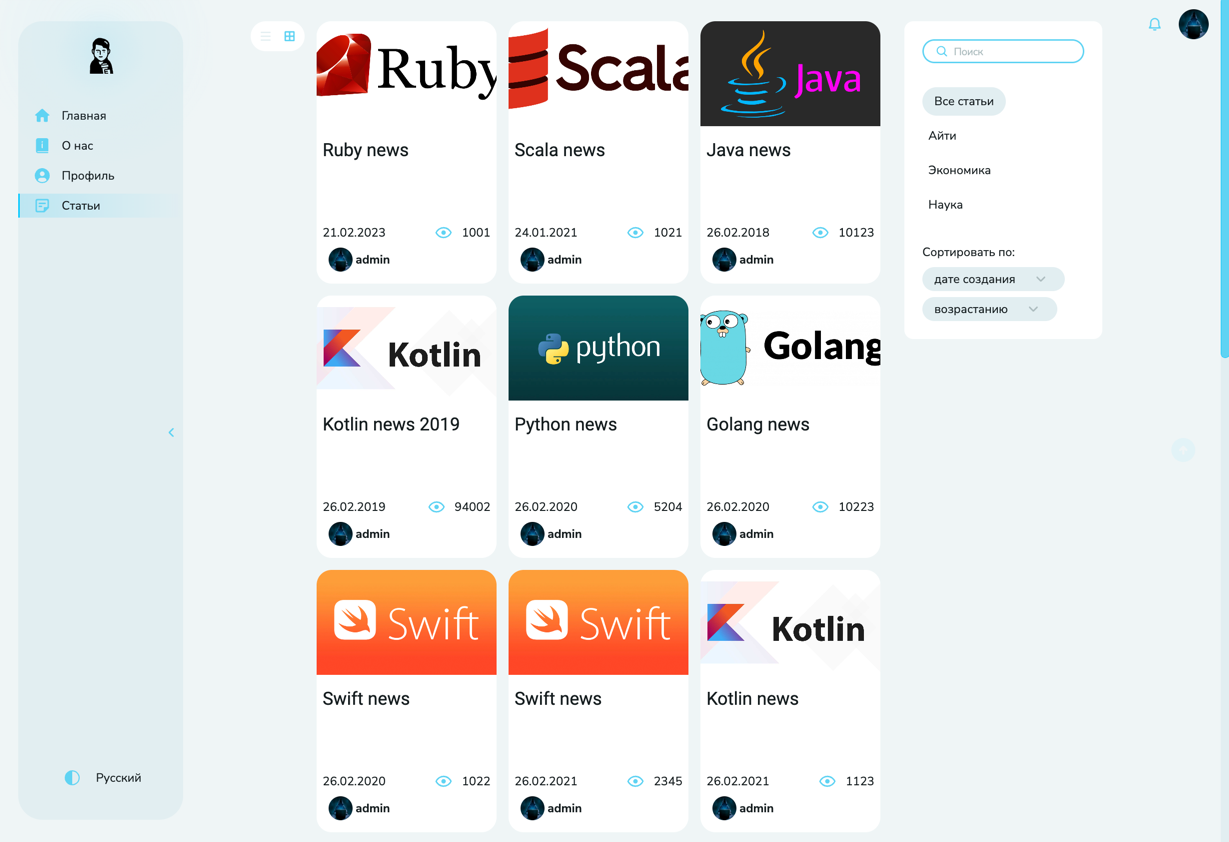 Главная
О нас
Профиль
Статьи
Русский
Ruby
Ruby news
21.02.2023 1001
admin
Scala
Scala news
24.01.2021 1021
admin
Java
Java news
26.02.2018 10123
admin
Kotlin
Kotlin news 2019
26.02.2019 94002
admin
python
Python news
26.02.2020 5204
admin
Golang
Golang news
26.02.2020 10223
admin
Swift
Swift news
26.02.2020 1022
admin
Swift
Swift news
26.02.2021 2345
admin
Kotlin
Kotlin news
26.02.2021 1123
admin
Поиск
Все статьи
Айти
Экономика
Наука
Сортировать по:
дате создания
возрастанию